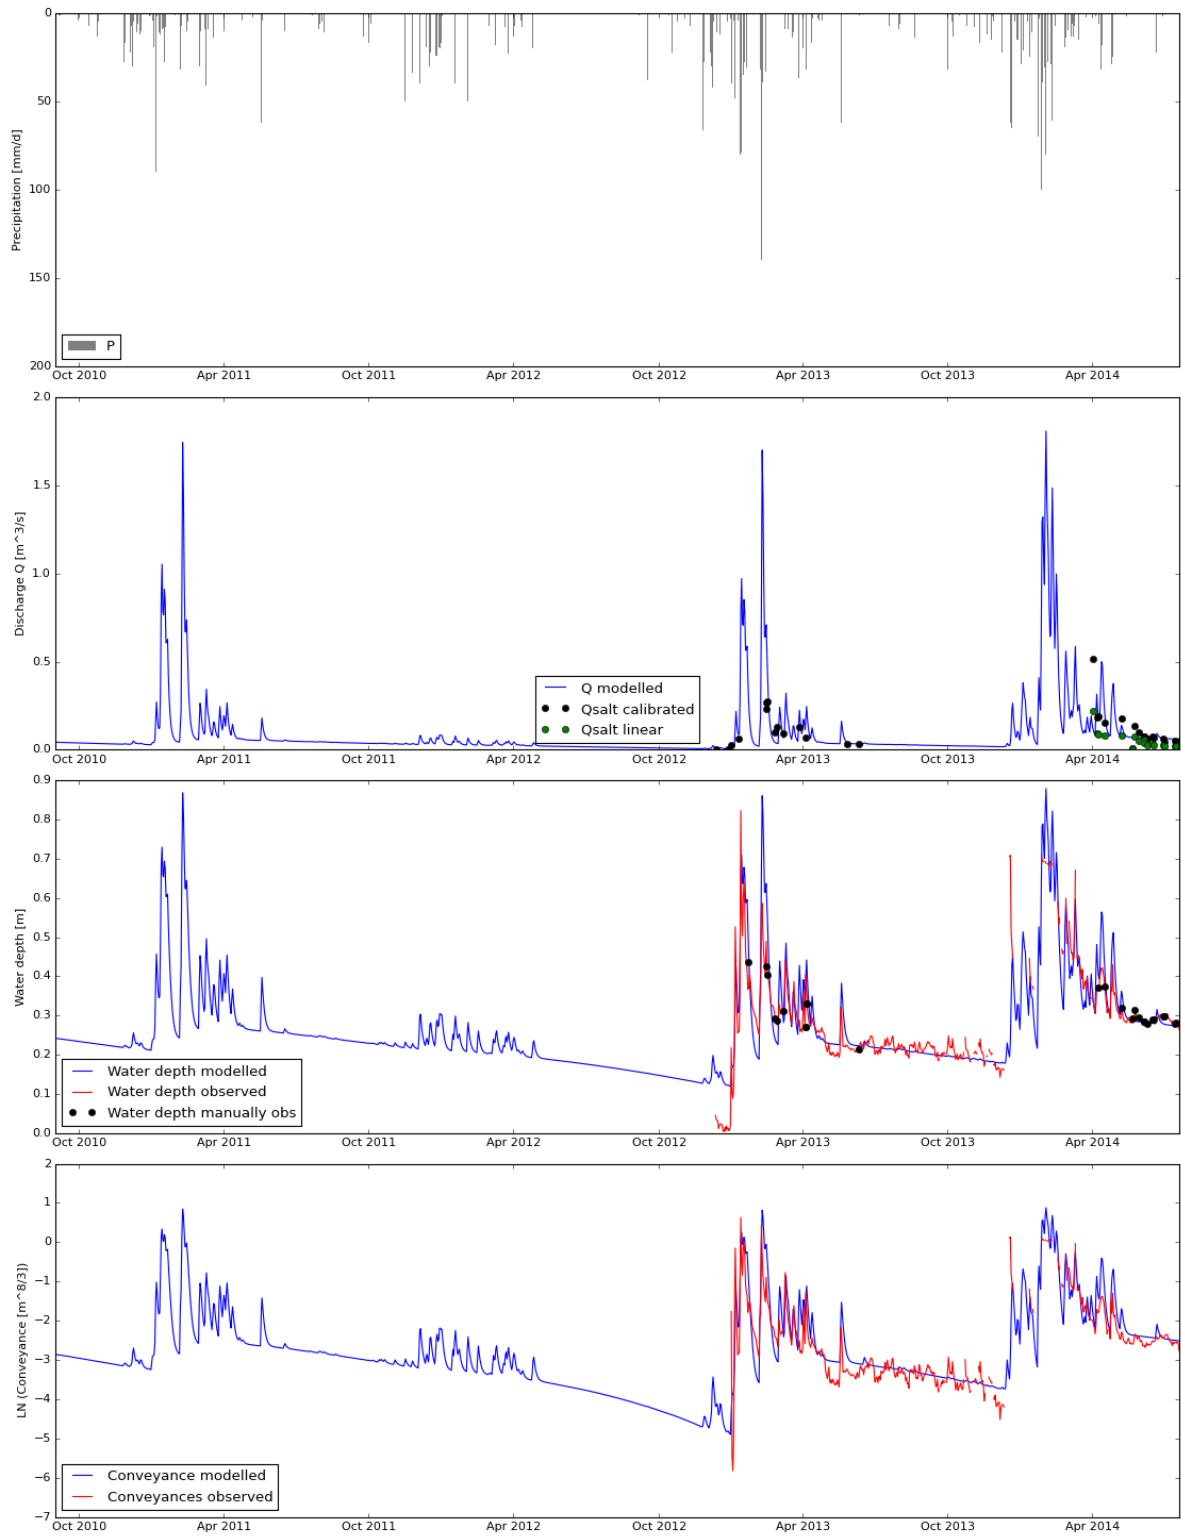 0
50
100
150
200
Precipitation [mm/d]
P
Oct 2010 Apr 2011 Oct 2011 Apr 2012 Oct 2012 Apr 2013 Oct 2013 Apr 2014
2.0
1.5
1.0
0.5
0.0
Discharge Q [m^3/s]
Q modelled
Qsalt calibrated
Qsalt linear
Oct 2010 Apr 2011 Oct 2011 Apr 2012 Oct 2012 Apr 2013 Oct 2013 Apr 2014
0.9
0.8
0.7
0.6
0.5
0.4
0.3
0.2
0.1
0.0
Water depth [m]
Water depth modelled
Water depth observed
Water depth manually obs
Oct 2010 Apr 2011 Oct 2011 Apr 2012 Oct 2012 Apr 2013 Oct 2013 Apr 2014
2
1
0
−1
−2
−3
−4
−5
−6
−7
LN (Conveyance [m^8/3])
Conveyance modelled
Conveyances observed
Oct 2010 Apr 2011 Oct 2011 Apr 2012 Oct 2012 Apr 2013 Oct 2013 Apr 2014